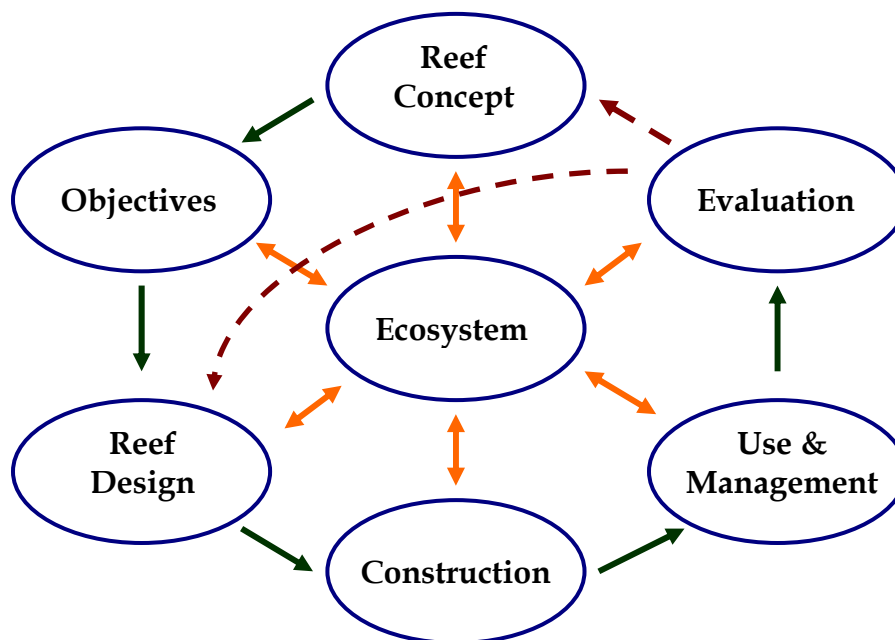 Reef
Concept
Objectives
Evaluation
Ecosystem
Reef
Design
Use &
Management
Construction